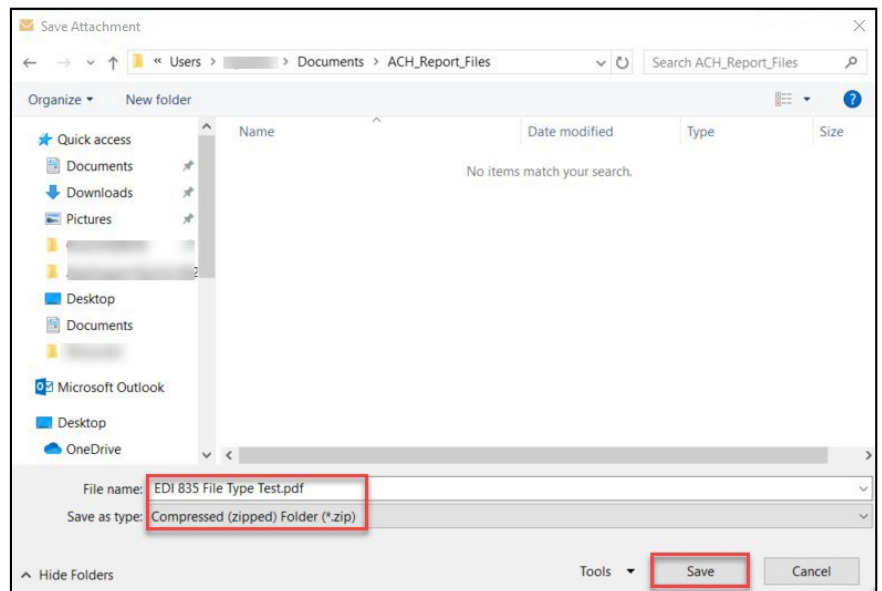 Save Attachment
« Users > > Documents > ACH_Report_Files Search ACH_Report_Files
Organize New folder ?
Name Date modified Type Size
No items match your search.
Quick access
Documents
Downloads
Pictures
2
Desktop
Documents
Microsoft Outlook
Desktop
OneDrive
File name: EDI 835 File Type Test.pdf
Save as type: Compressed (zipped) Folder (*.zip)
Hide Folders Tools Save Cancel